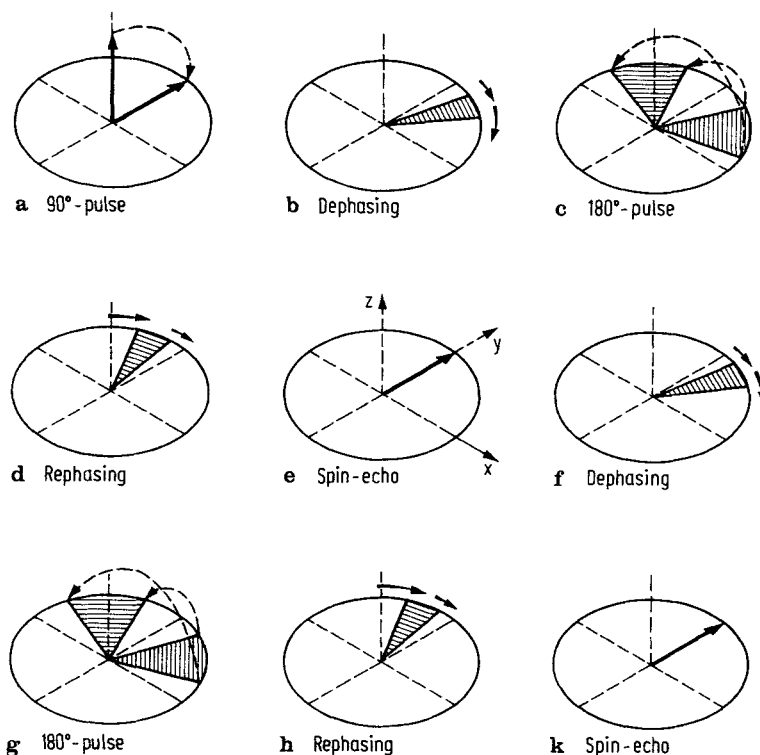 a 90°-pulse
b Dephasing
c 180°-pulse
d Rephasing
z
y
x
e Spin-echo
f Dephasing
g 180°-pulse
h Rephasing
k Spin-echo